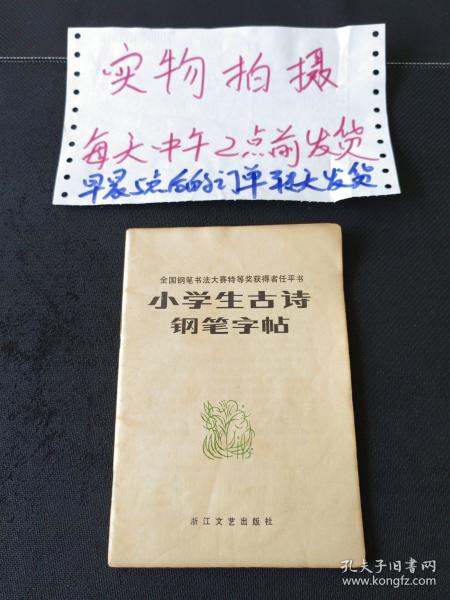 实物拍摄
每天中午2点前发货
早晨5点后的订单狀大发货
全国钢笔书法大赛特等奖获得者任平书
小学生古诗
钢笔字帖
浙江文艺出版社
孔夫子旧书网
www.kongfz.com